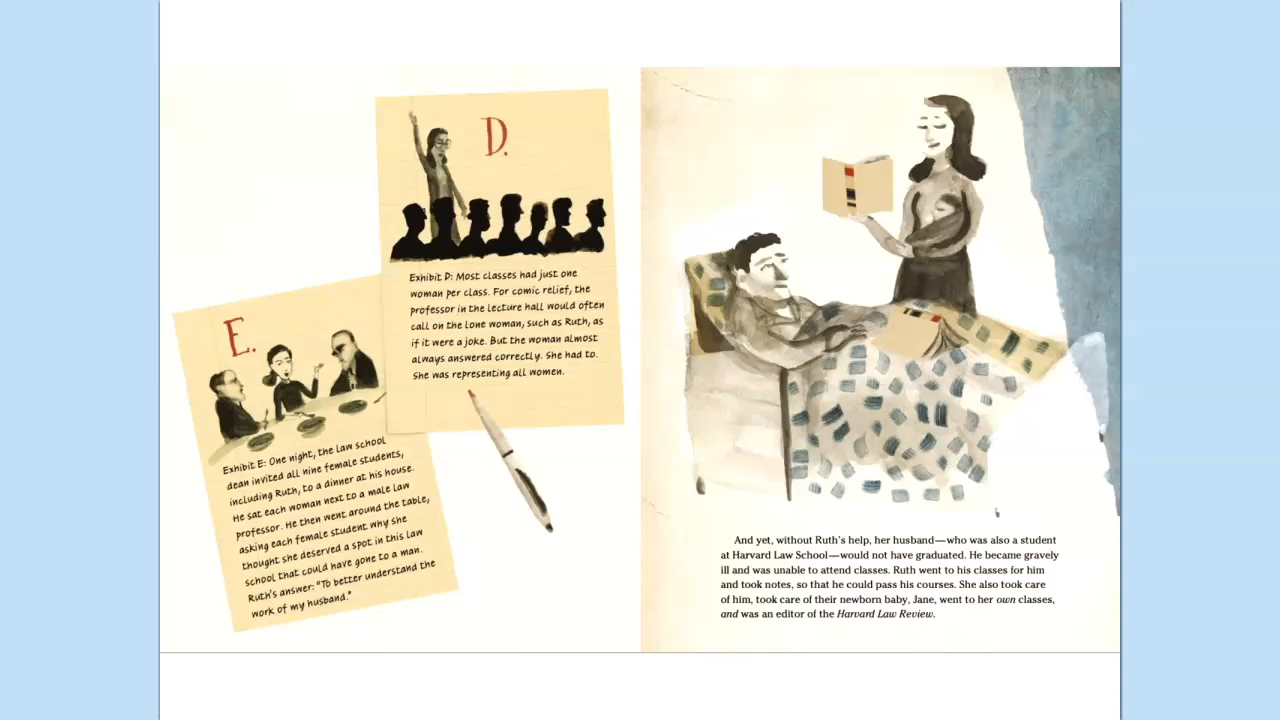 D.
Exhibit D: Most classes had just one
woman per class. For comic relief, the
professor in the lecture hall would often
call on the lone woman, such as Ruth, as
if it were a joke. But the woman almost
always answered correctly. She had to.
She was representing all women.
E.
Exhibit E: One night, the law school
dean invited all nine female students,
including Ruth, to a dinner at his house.
He sat each woman next to a male law
professor. He then went around the table,
asking each female student why she
thought she deserved a spot in this law
school that could have gone to a man.
Ruth's answer: "To better understand the
work of my husband."
And yet, without Ruth's help, her husband—who was also a student
at Harvard Law School—would not have graduated. He became gravely
ill and was unable to attend classes. Ruth went to his classes for him
and took notes, so that he could pass his courses. She also took care
of him, took care of their newborn baby, Jane, went to her own classes,
and was an editor of the Harvard Law Review.